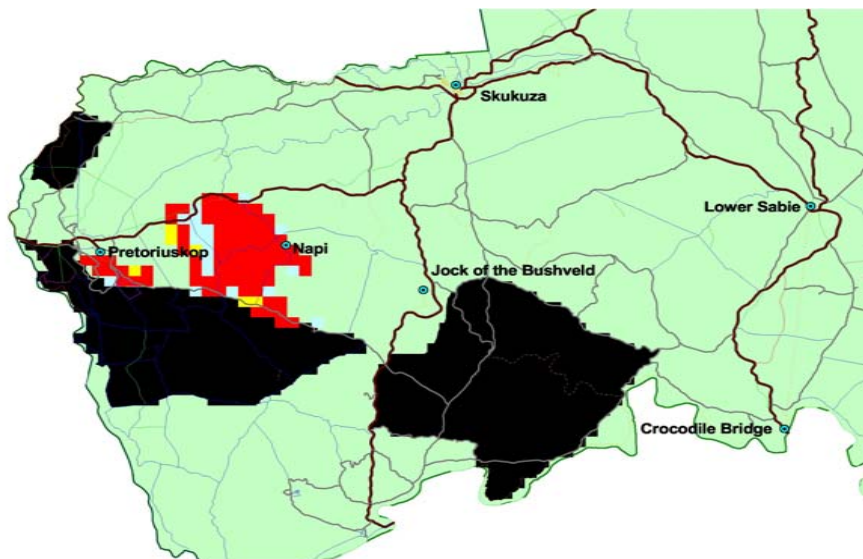 Skukuza
Lower Sabie
Pretoriuskop
Napi
Jock of the Bushveld
Crocodile Bridge